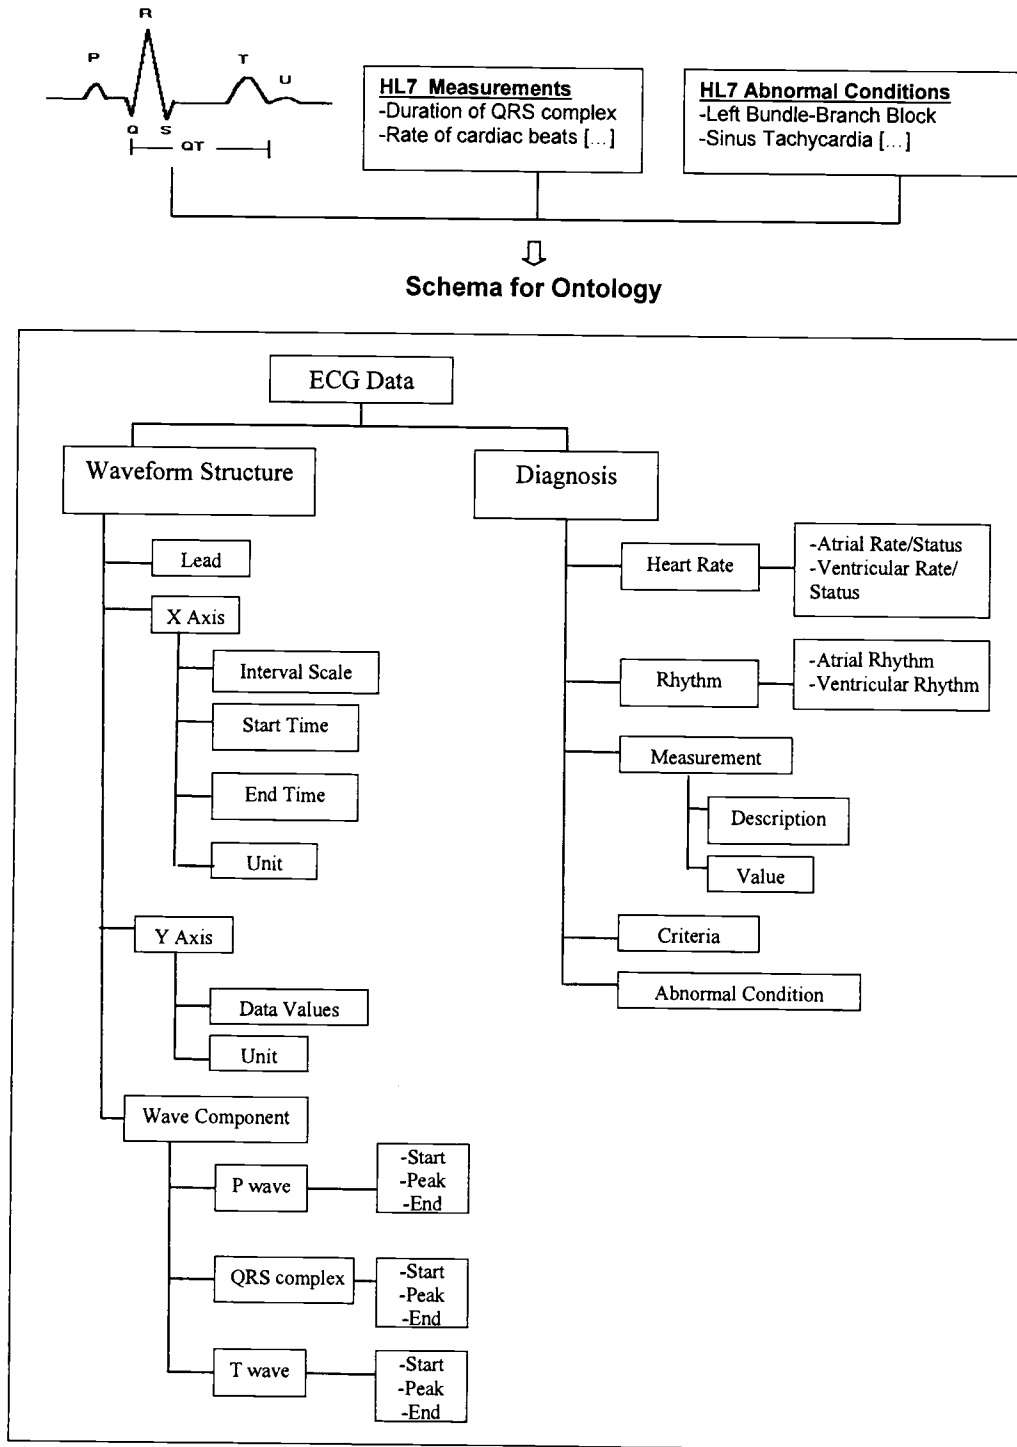 R
P
T
U
Q
S
QT
HL7 Measurements
-Duration of QRS complex
-Rate of cardiac beats [...]
HL7 Abnormal Conditions
-Left Bundle-Branch Block
-Sinus Tachycardia [...]
Schema for Ontology
ECG Data
Waveform Structure
Diagnosis
Lead
X Axis
Interval Scale
Start Time
End Time
Unit
Y Axis
Data Values
Unit
Wave Component
P wave
-Start
-Peak
-End
QRS complex
-Start
-Peak
-End
T wave
-Start
-Peak
-End
Heart Rate
-Atrial Rate/Status
-Ventricular Rate/
Status
Rhythm
-Atrial Rhythm
-Ventricular Rhythm
Measurement
Description
Value
Criteria
Abnormal Condition